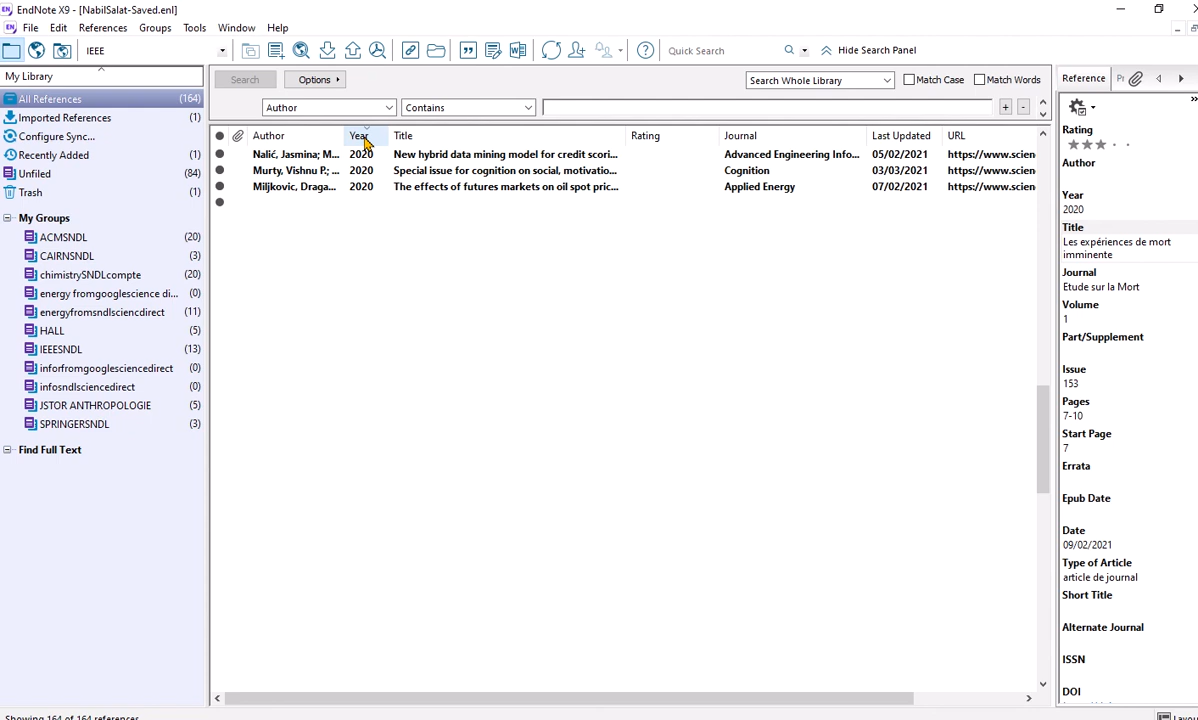 EndNote X9 - [NabilSalat-Saved.enl]
File Edit References Groups Tools Window Help
IEEE
Quick Search
Hide Search Panel
My Library
All References (164)
Imported References (1)
Configure Sync...
Recently Added (1)
Unfiled (84)
Trash (1)
My Groups
ACMSNDL (20)
CAIRNSNDL (3)
chimistrySNDLcompte (20)
energy fromgooglescience di... (0)
energyfromsndlsciencdirect (11)
HALL (5)
IEEESNDL (13)
inforfromgooglesciencedirect (0)
infosndlsciencedirect (0)
JSTOR ANTHROPOLOGIE (5)
SPRINGERSNDL (3)
Find Full Text
Search Options Search Whole Library Match Case Match Words
Author Contains + -
Author Year Title Rating Journal Last Updated URL
Nalić, Jasmina; M... 2020 New hybrid data mining model for credit scori... Advanced Engineering Info... 05/02/2021 https://www.scien
Murty, Vishnu P.; ... 2020 Special issue for cognition on social, motivatio... Cognition 03/03/2021 https://www.scien
Miljkovic, Draga... 2020 The effects of futures markets on oil spot pric... Applied Energy 07/02/2021 https://www.scien
Reference
Rating
Author
Year
2020
Title
Les expériences de mort
imminente
Journal
Etude sur la Mort
Volume
1
Part/Supplement
Issue
153
Pages
7-10
Start Page
7
Errata
Epub Date
Date
09/02/2021
Type of Article
article de journal
Short Title
Alternate Journal
ISSN
DOI
Showing 164 of 164 references.